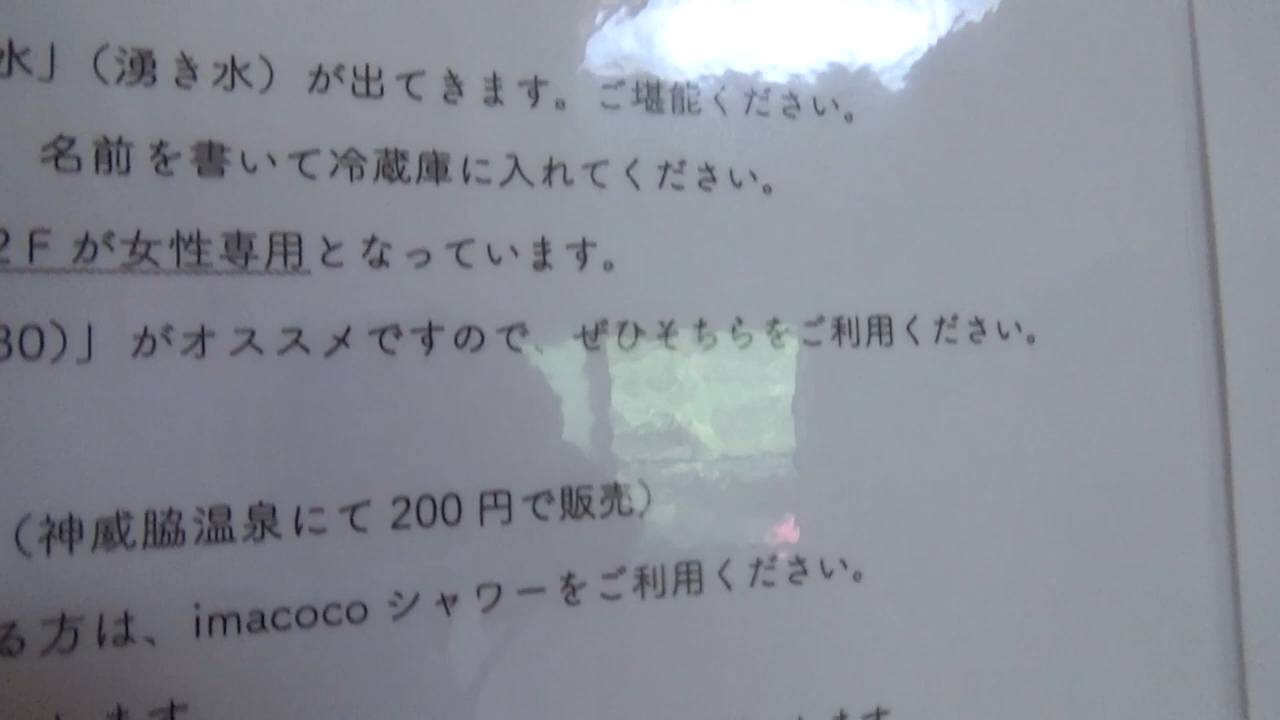 水」（湧き水）が出てきます。ご堪能ください。
名前を書いて冷蔵庫に入れてください。
2Fが女性専用となっています。
30）」がオススメですので、ぜひそちらをご利用ください。
（神威脇温泉にて200円で販売）
る方は、imacocoシャワーをご利用ください。